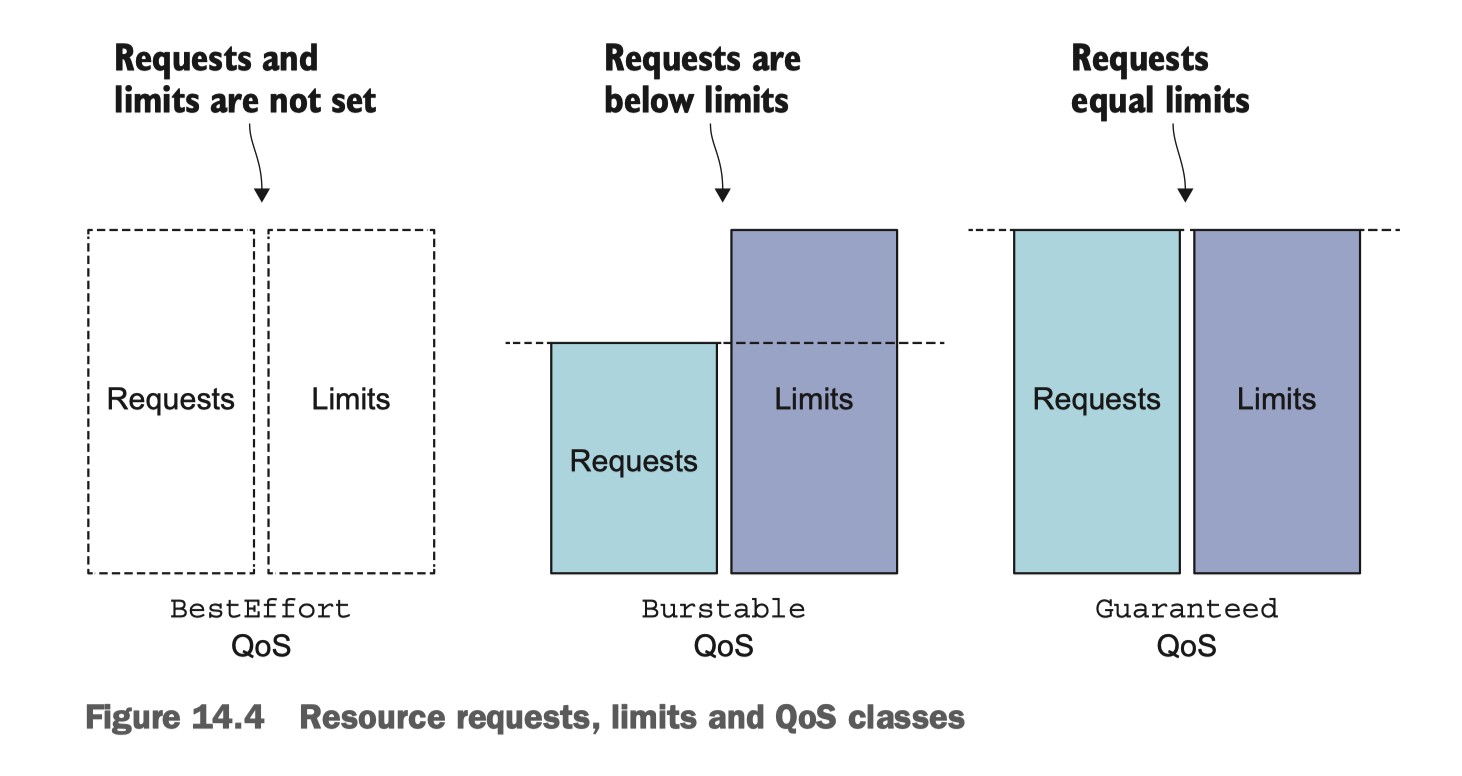 Requests and
limits are not set
Requests are
below limits
Requests
equal limits
Requests
Limits
Requests
Limits
Requests
Limits
BestEffort
QoS
Burstable
QoS
Guaranteed
QoS
Figure 14.4 Resource requests, limits and QoS classes